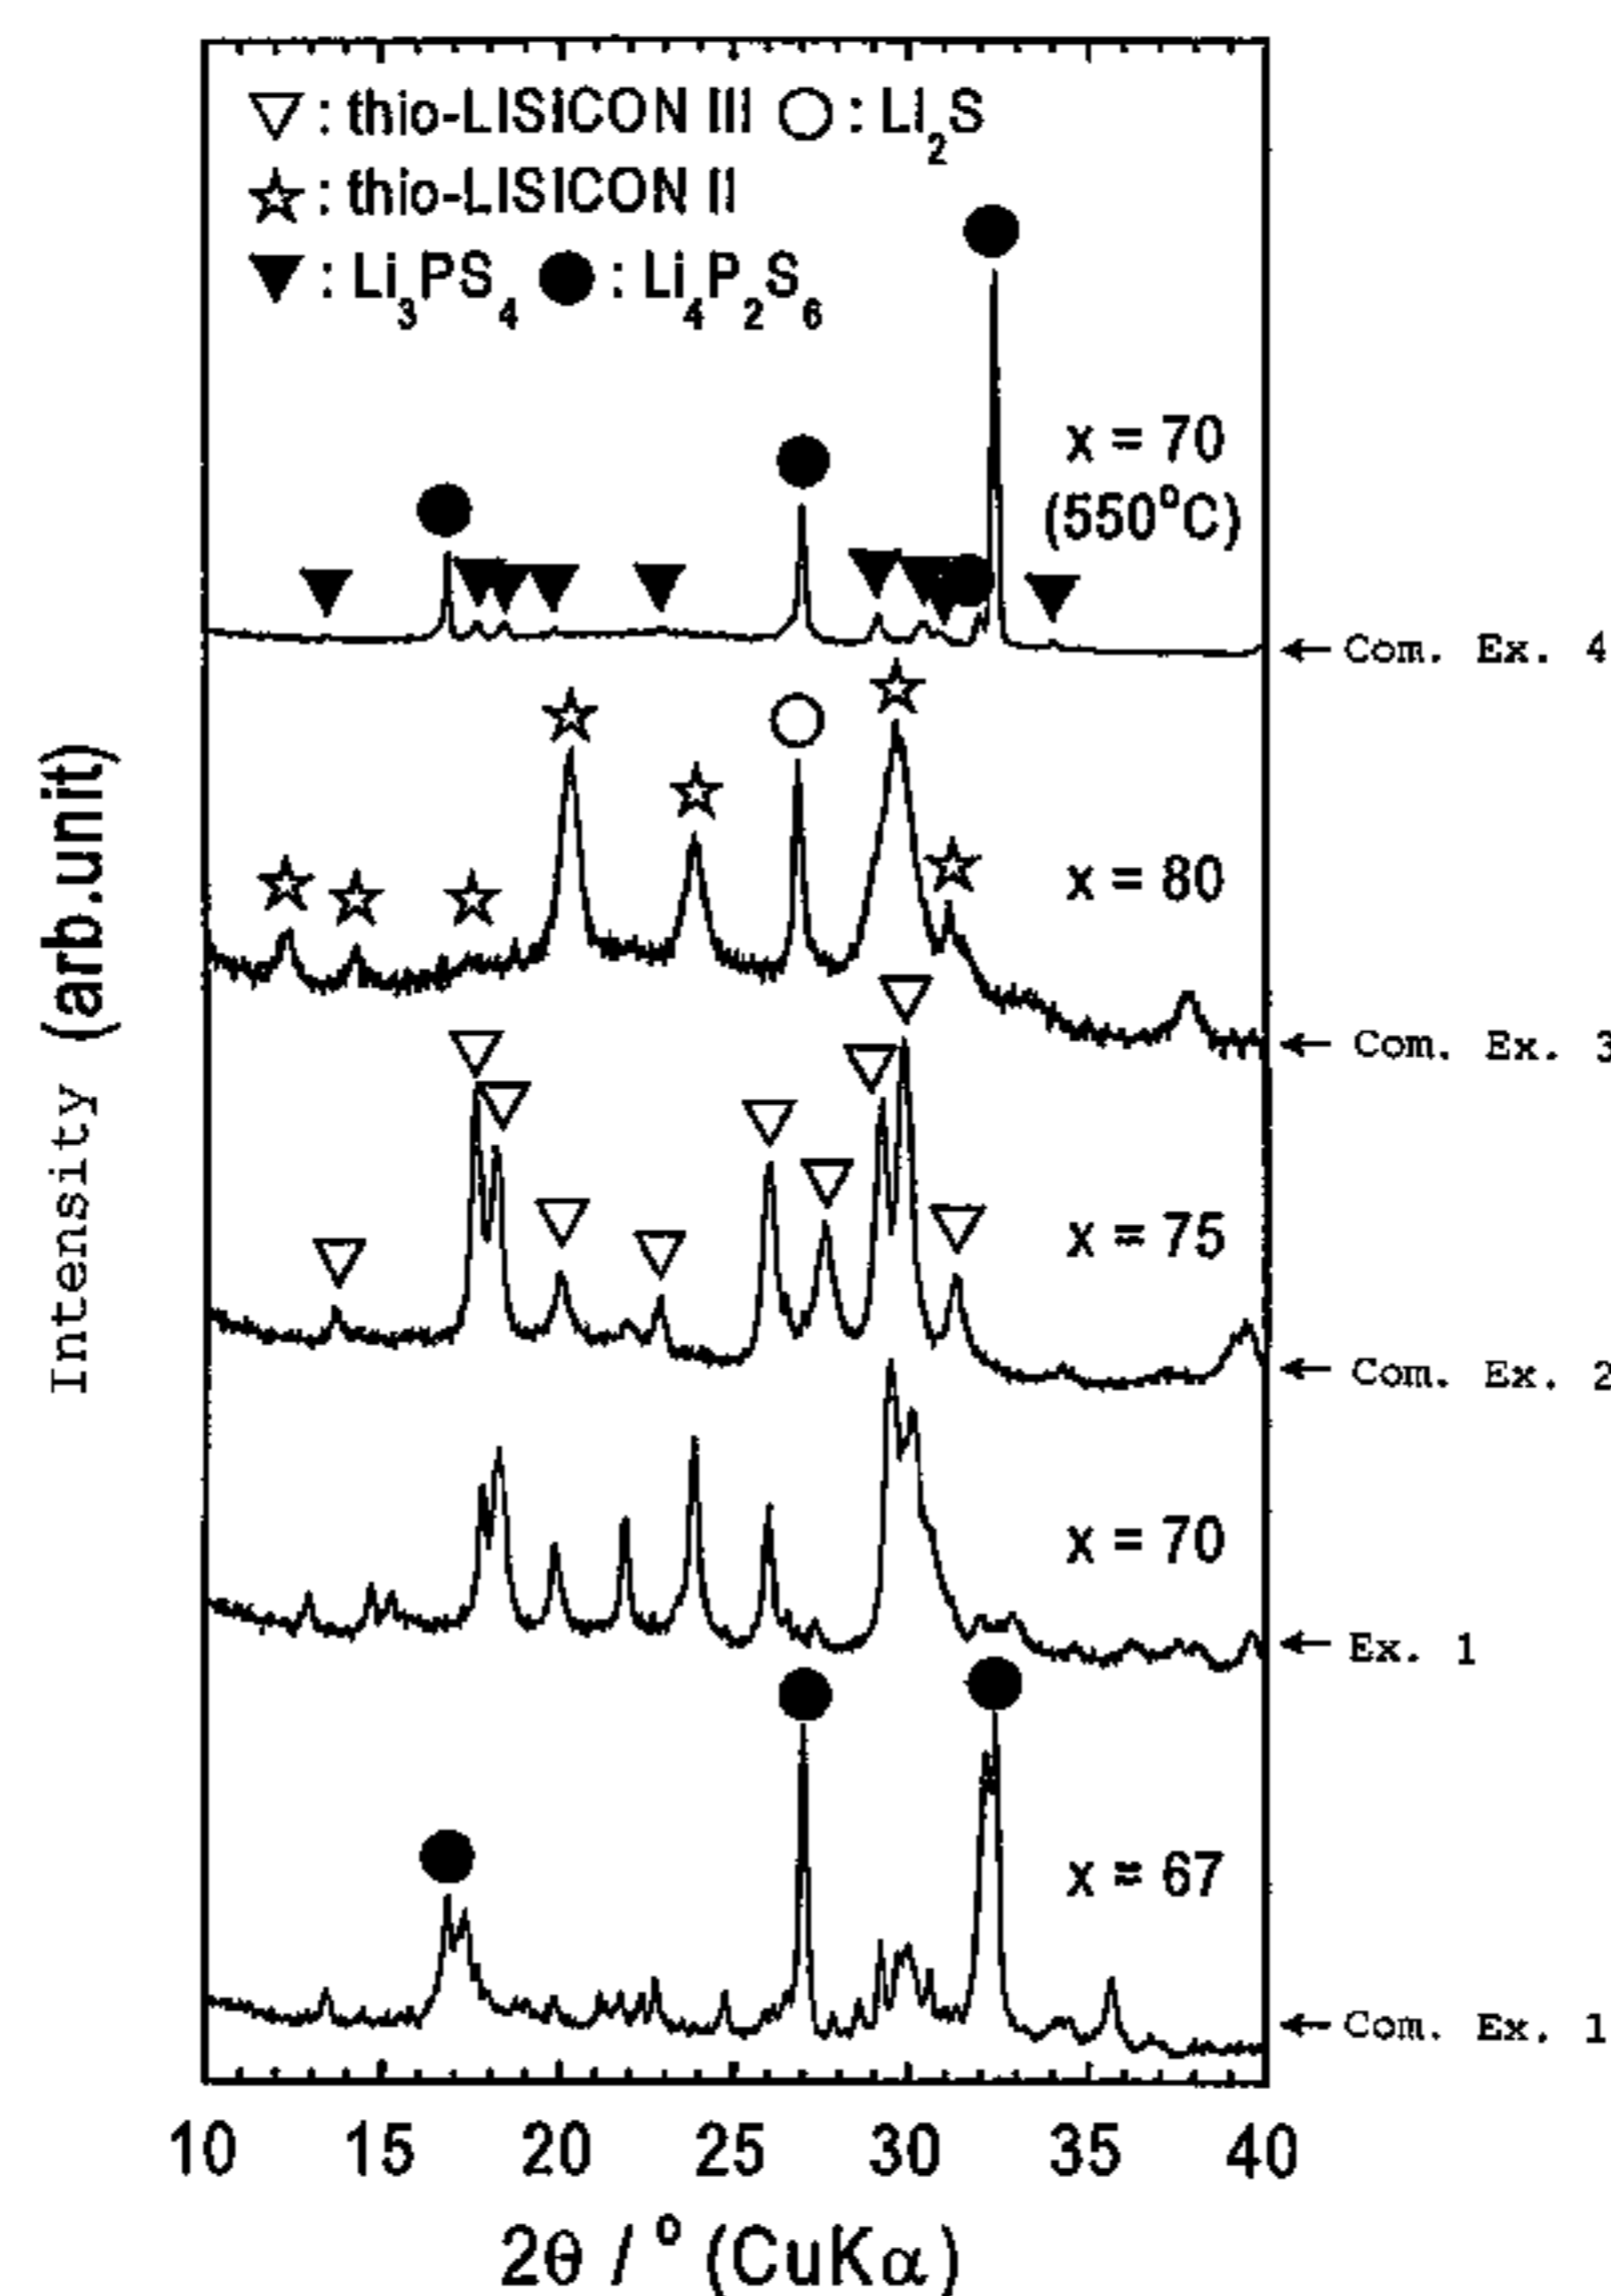 ▽ : thio-LISICON III ○ : Li₂S
☆ : thio-LISICON II
▼ : Li₃PS₄ ● : Li₄P₂S₆
x = 70
(550°C)
Com. Ex. 4
x = 80
Com. Ex. 3
x = 75
Com. Ex. 2
x = 70
Ex. 1
x = 67
Com. Ex. 1
Intensity (arb.unit)
10 15 20 25 30 35 40
2θ / ° (CuKα)